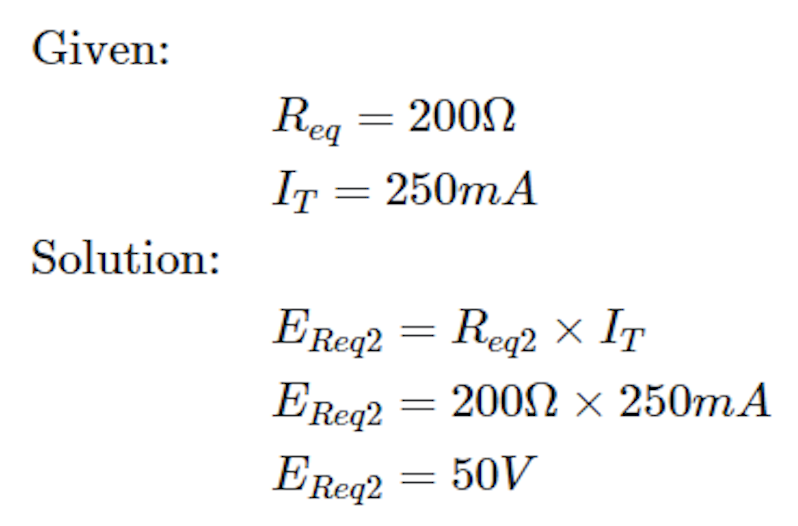 Given:
R_eq = 200Ω
I_T = 250mA
Solution:
E_Req2 = R_eq2 × I_T
E_Req2 = 200Ω × 250mA
E_Req2 = 50V